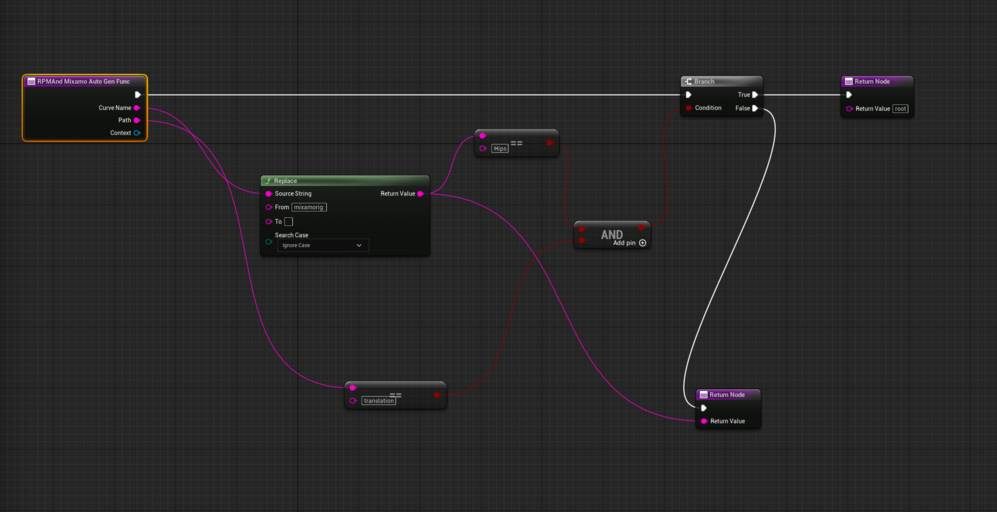 RPMAnd Mixamo Auto Gen Func
Curve Name
Path
Context
Replace
Source String
Return Value
From mixamorig
To
Search Case
Ignore Case
==
Hips
==
translation
AND
Add pin
Branch
True
Condition
False
Return Node
Return Value root
Return Node
Return Value